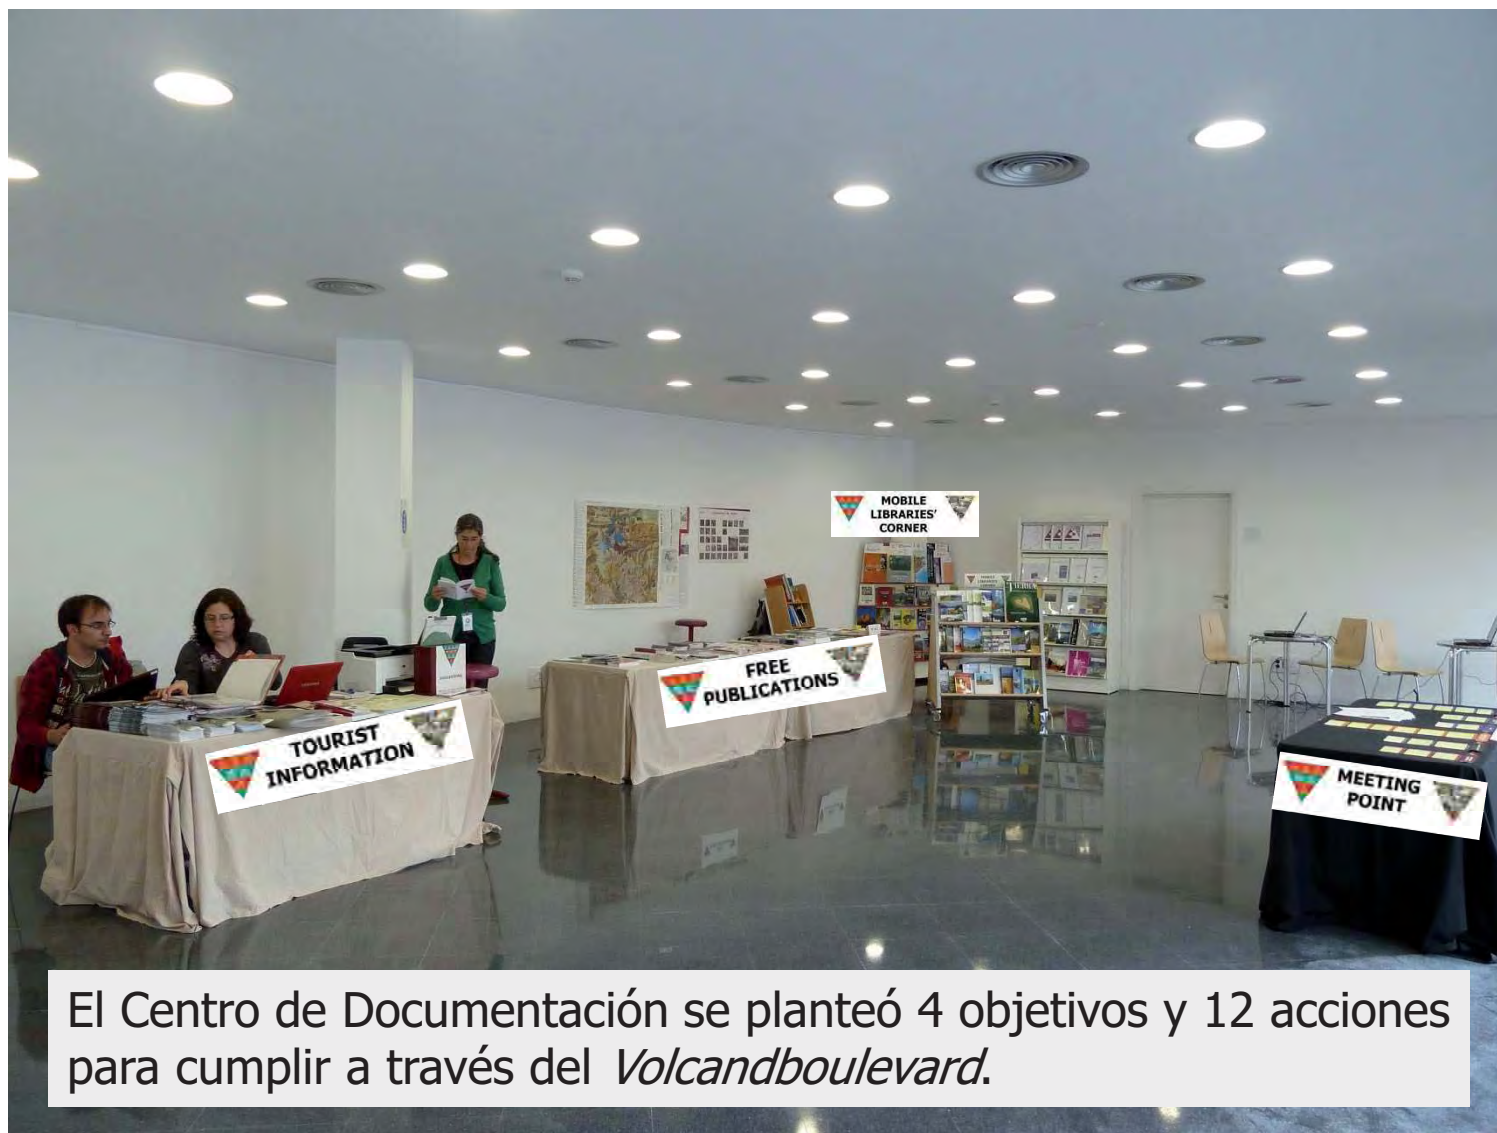 MOBILE
LIBRARIES'
CORNER
FREE
PUBLICATIONS
TOURIST
INFORMATION
MEETING
POINT
El Centro de Documentación se planteó 4 objetivos y 12 acciones
para cumplir a través del Volcandboulevard.